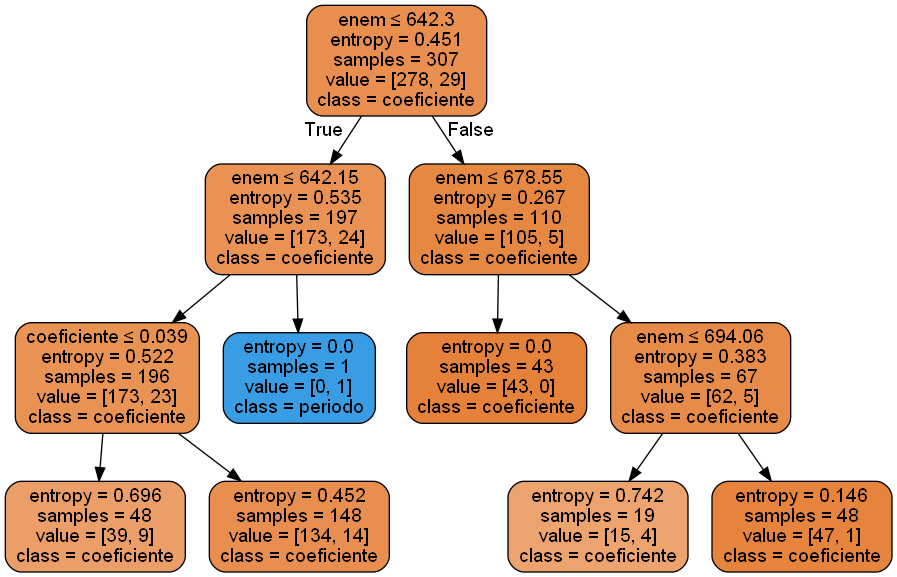 enem ≤ 642.3
entropy = 0.451
samples = 307
value = [278, 29]
class = coeficiente
True
False
enem ≤ 642.15
entropy = 0.535
samples = 197
value = [173, 24]
class = coeficiente
enem ≤ 678.55
entropy = 0.267
samples = 110
value = [105, 5]
class = coeficiente
coeficiente ≤ 0.039
entropy = 0.522
samples = 196
value = [173, 23]
class = coeficiente
entropy = 0.0
samples = 1
value = [0, 1]
class = periodo
entropy = 0.0
samples = 43
value = [43, 0]
class = coeficiente
enem ≤ 694.06
entropy = 0.383
samples = 67
value = [62, 5]
class = coeficiente
entropy = 0.696
samples = 48
value = [39, 9]
class = coeficiente
entropy = 0.452
samples = 148
value = [134, 14]
class = coeficiente
entropy = 0.742
samples = 19
value = [15, 4]
class = coeficiente
entropy = 0.146
samples = 48
value = [47, 1]
class = coeficiente